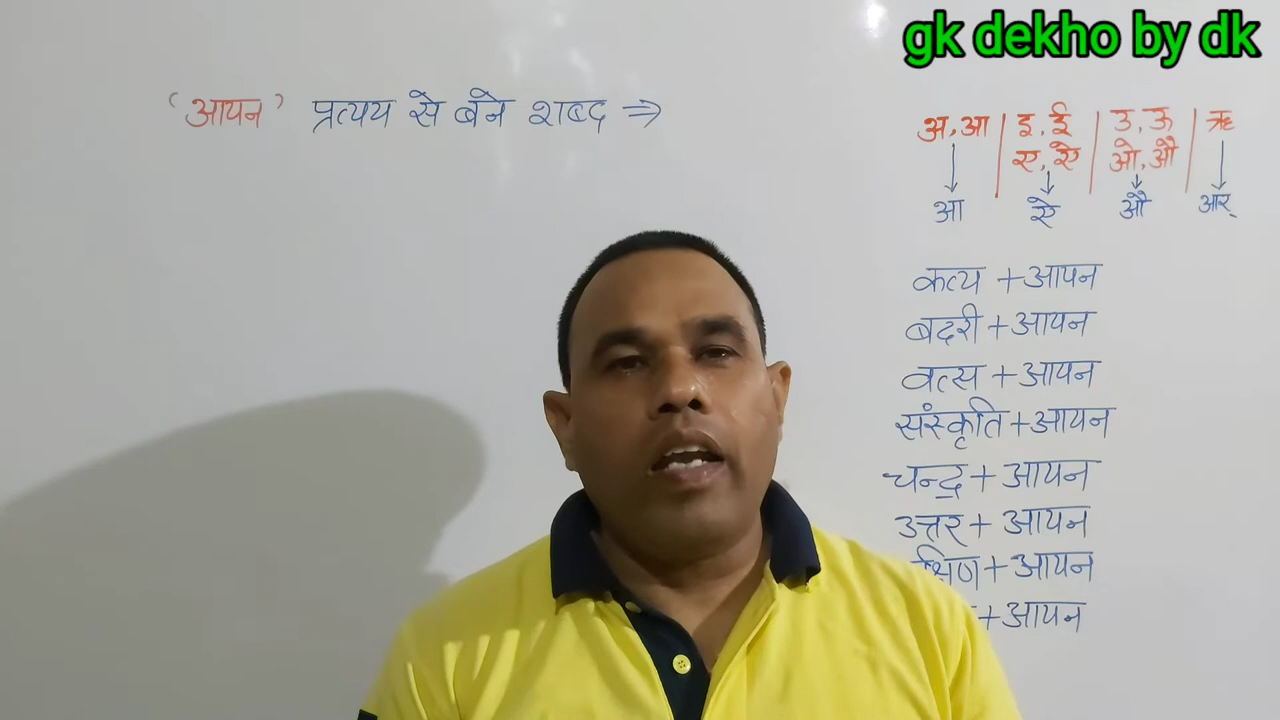 gk dekho by dk
‘आयन’ प्रत्यय से बने शब्द ⇒
अ, आ | इ, ई | उ, ऊ | ऋ
ए, ऐ | ओ, औ
↓ ↓ ↓ ↓
आ ऐ औ आर्
कत्य + आयन
बदरी + आयन
वत्स + आयन
संस्कृति + आयन
चन्द्र + आयन
उत्तर + आयन
क्षिण + आयन
+ आयन